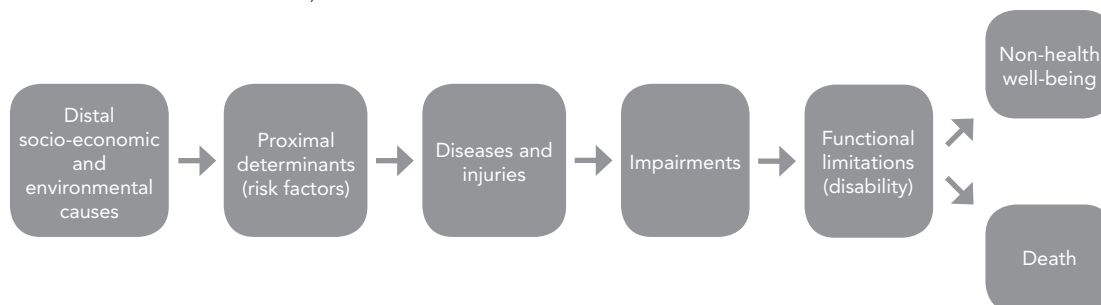 Distal
socio-economic
and
environmental
causes
Proximal
determinants
(risk factors)
Diseases and
injuries
Impairments
Functional
limitations
(disability)
Non-health
well-being
Death